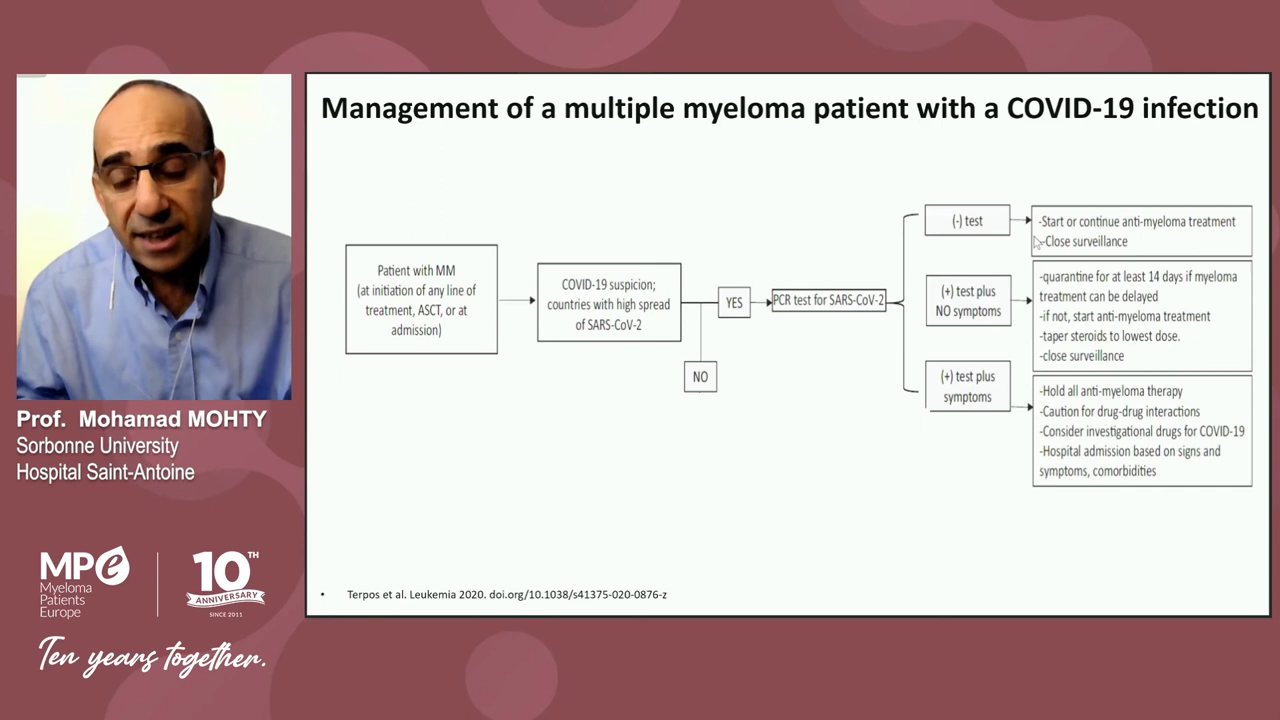 Management of a multiple myeloma patient with a COVID-19 infection
Patient with MM
(at initiation of any line of
treatment, ASCT, or at
admission)
COVID-19 suspicion;
countries with high spread
of SARS-CoV-2
YES
NO
PCR test for SARS-CoV-2
(-) test
-Start or continue anti-myeloma treatment
-Close surveillance
(+) test plus
NO symptoms
-quarantine for at least 14 days if myeloma
treatment can be delayed
-if not, start anti-myeloma treatment
-taper steroids to lowest dose.
-close surveillance
(+) test plus
symptoms
-Hold all anti-myeloma therapy
-Caution for drug-drug interactions
-Consider investigational drugs for COVID-19
-Hospital admission based on signs and
symptoms, comorbidities
• Terpos et al. Leukemia 2020. doi.org/10.1038/s41375-020-0876-z
Prof. Mohamad MOHTY
Sorbonne University
Hospital Saint-Antoine
MPe
Myeloma
Patients
Europe
10TH
ANNIVERSARY
SINCE 2011
Ten years together.